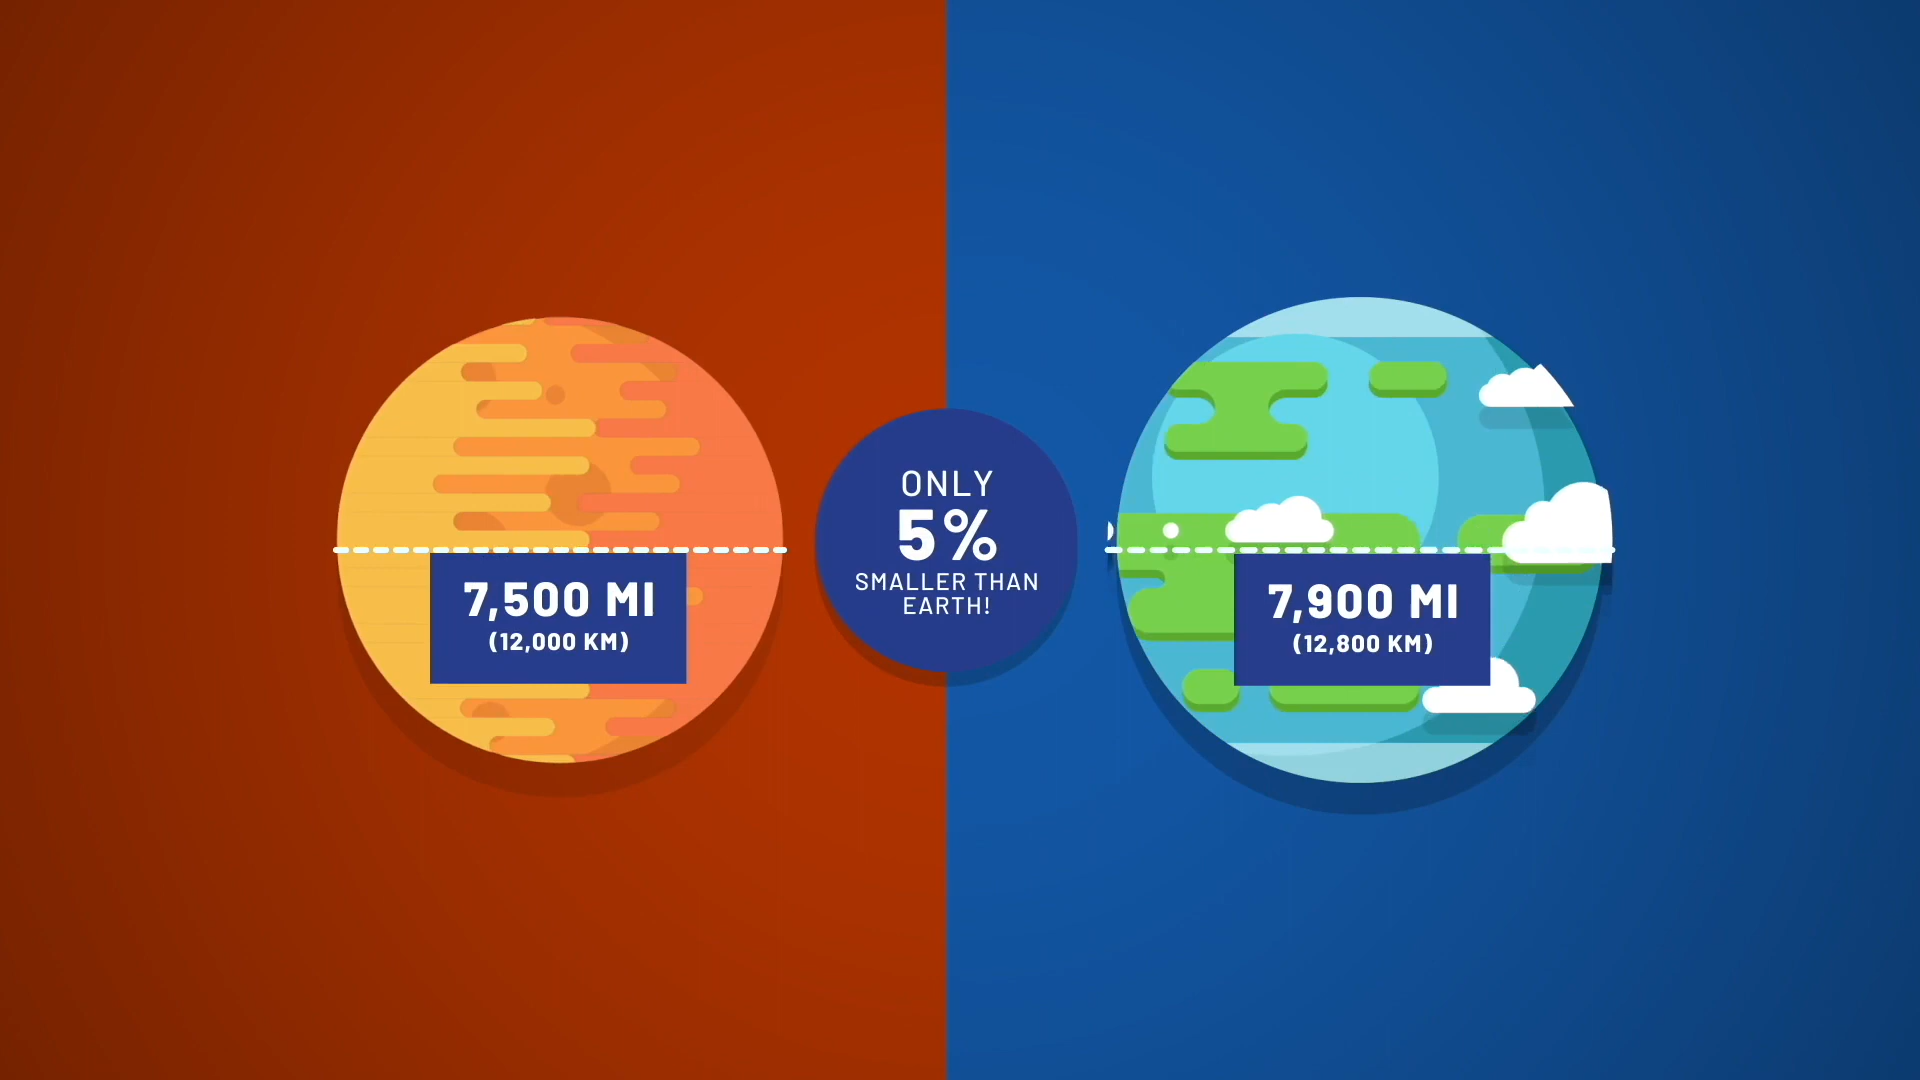 7,500 MI
(12,000 KM)
ONLY
5%
SMALLER THAN
EARTH!
7,900 MI
(12,800 KM)